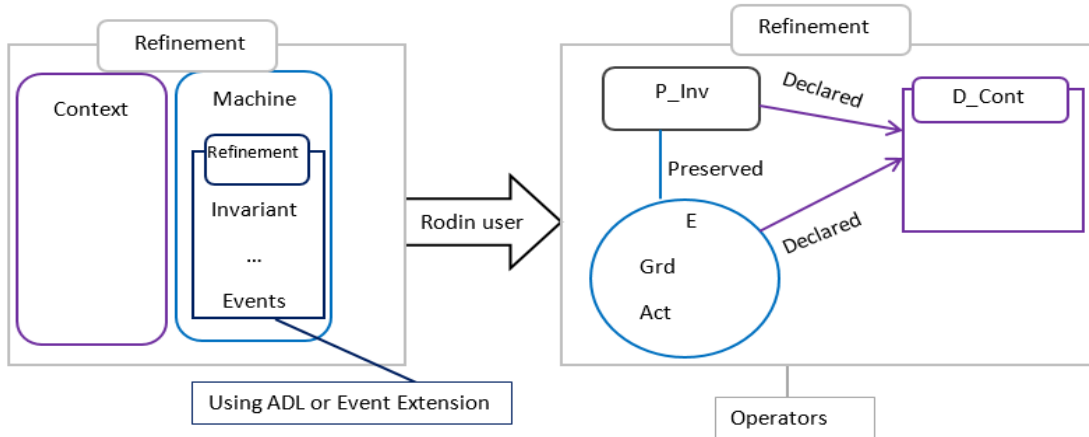 Refinement
Context
Machine
Refinement
Invariant
...
Events
Using ADL or Event Extension
Rodin user
Refinement
P_Inv
Declared
D_Cont
Preserved
Declared
E
Grd
Act
Operators